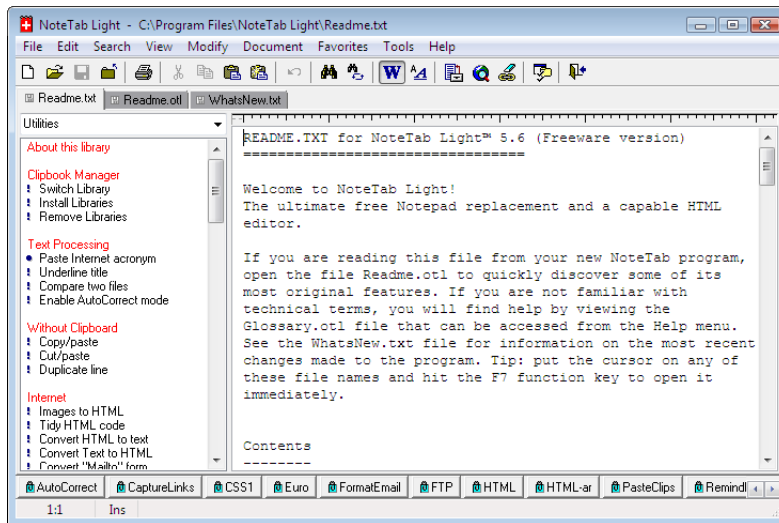 NoteTab Light - C:\Program Files\NoteTab Light\Readme.txt
File Edit Search View Modify Document Favorites Tools Help
W
Readme.txt Readme.otl WhatsNew.txt
Utilities
About this library
Clipbook Manager
Switch Library
Install Libraries
Remove Libraries
Text Processing
Paste Internet acronym
Underline title
Compare two files
Enable AutoCorrect mode
Without Clipboard
Copy/paste
Cut/paste
Duplicate line
Internet
Images to HTML
Tidy HTML code
Convert HTML to text
Convert Text to HTML
Convert "Mailto" form
README.TXT for NoteTab Light™ 5.6 (Freeware version)
==================================
Welcome to NoteTab Light!
The ultimate free Notepad replacement and a capable HTML
editor.
If you are reading this file from your new NoteTab program,
open the file Readme.otl to quickly discover some of its
most original features. If you are not familiar with
technical terms, you will find help by viewing the
Glossary.otl file that can be accessed from the Help menu.
See the WhatsNew.txt file for information on the most recent
changes made to the program. Tip: put the cursor on any of
these file names and hit the F7 function key to open it
immediately.
Contents
--------
AutoCorrect CaptureLinks CSS1 Euro FormatEmail FTP HTML HTML-ar PasteClips Remindl
1:1 Ins